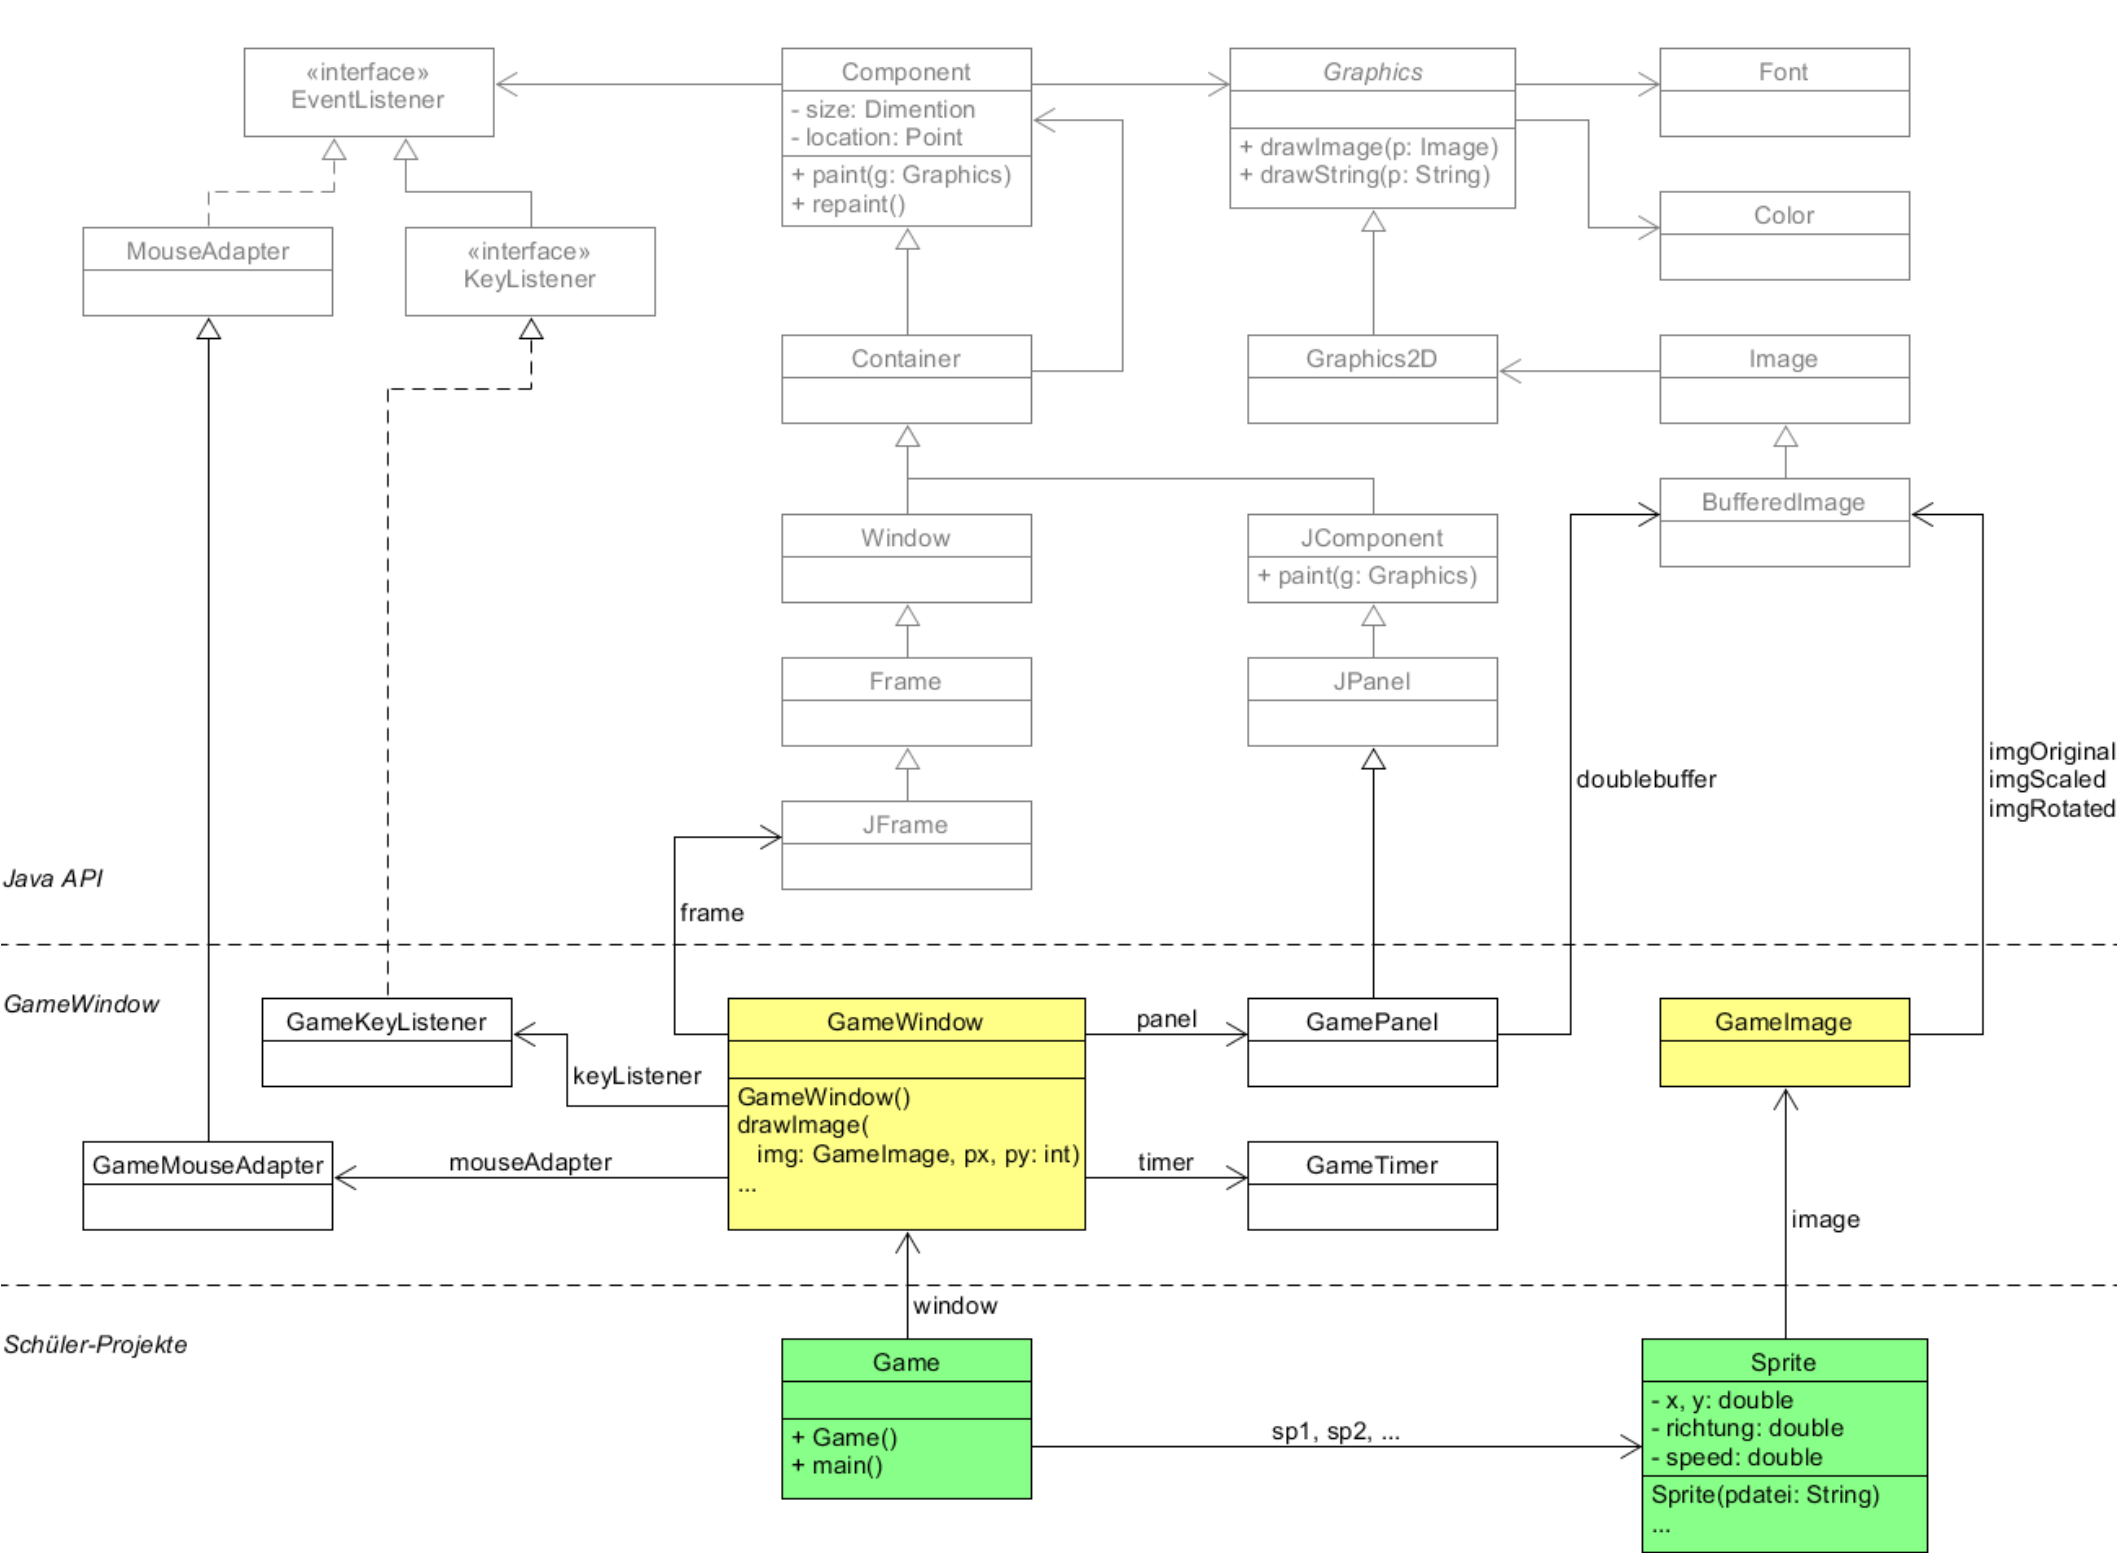 «interface»
EventListener
Component
- size: Dimention
- location: Point
+ paint(g: Graphics)
+ repaint()
Graphics
+ drawImage(p: Image)
+ drawString(p: String)
Font
Color
MouseAdapter
«interface»
KeyListener
Container
Graphics2D
Image
Window
JComponent
+ paint(g: Graphics)
BufferedImage
Frame
JPanel
JFrame
doublebuffer
imgOriginal
imgScaled
imgRotated
Java API
frame
GameWindow
GameKeyListener
keyListener
GameWindow
GameWindow()
drawImage(
img: GameImage, px, py: int)
...
panel
GamePanel
GameImage
GameMouseAdapter
mouseAdapter
timer
GameTimer
image
window
Schüler-Projekte
Game
+ Game()
+ main()
sp1, sp2, ...
Sprite
- x, y: double
- richtung: double
- speed: double
Sprite(pdatei: String)
...